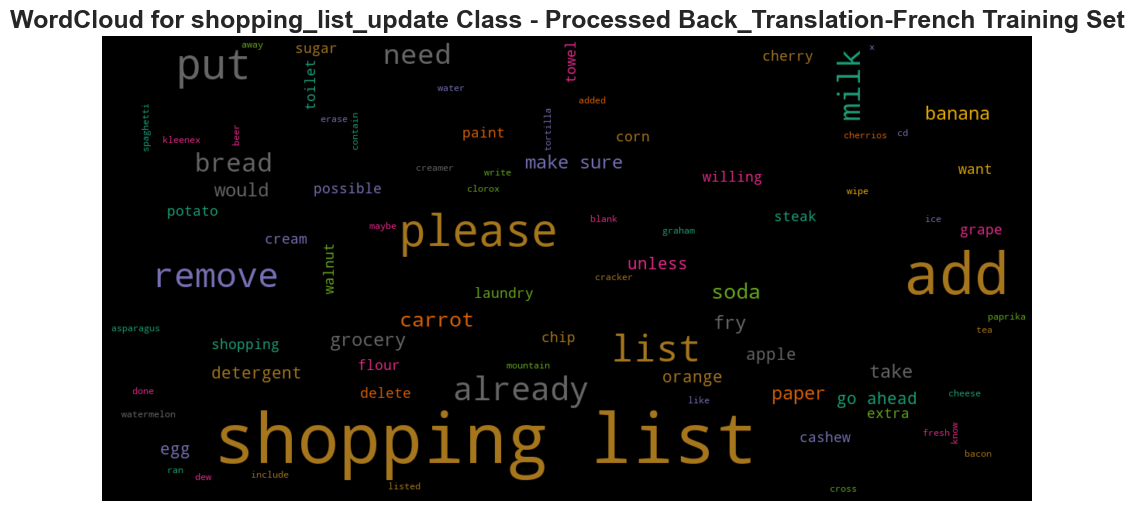 WordCloud for shopping_list_update Class - Processed Back_Translation-French Training Set
away
sugar
put
need
toilet
towel
cherry
milk
x
water
added
spaghetti
kleenex
beer
erase
contain
tortilla
paint
corn
banana
cherrios
cd
bread
would
possible
creamer
write
clorox
make sure
willing
want
wipe
potato
cream
maybe
please
blank
graham
steak
ice
grape
remove
walnut
laundry
unless
cracker
soda
add
asparagus
shopping
grocery
carrot
chip
list
fry
paprika
tea
detergent
flour
mountain
apple
orange
take
done
delete
already
like
paper
go ahead
extra
cheese
watermelon
egg
shopping list
cashew
fresh
know
bacon
ran
dew
include
listed
cross